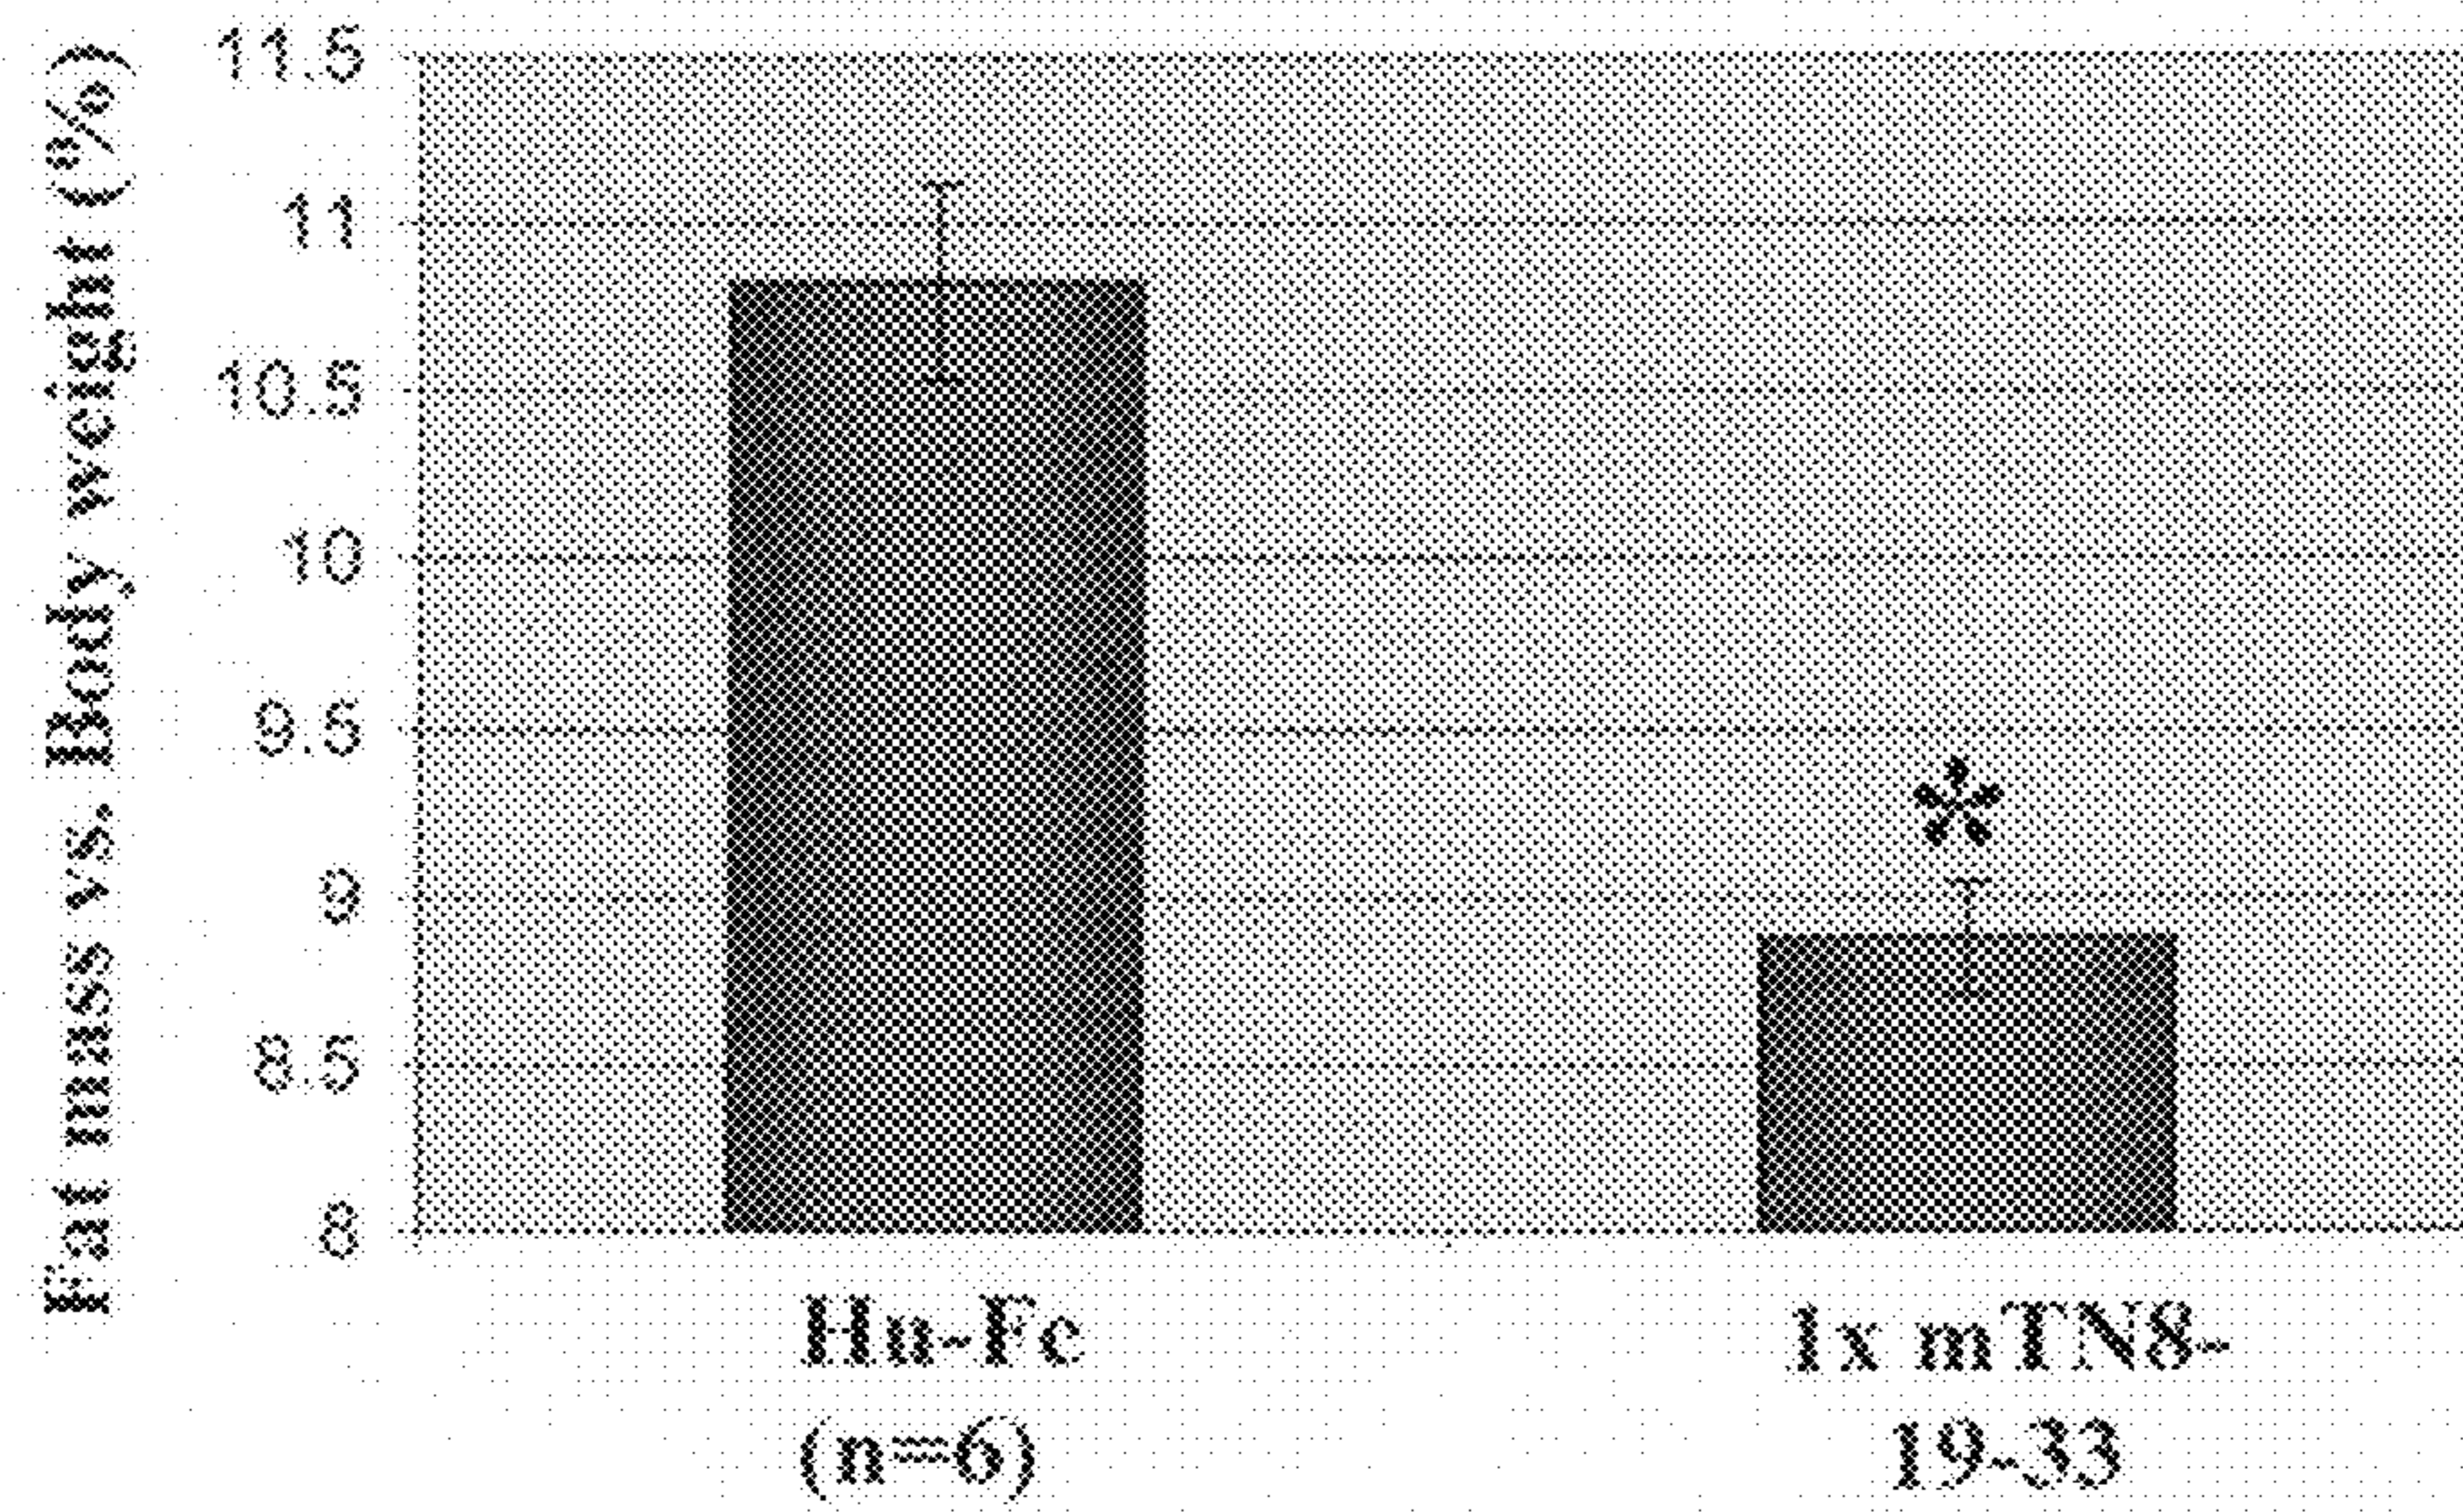 Fat mass vs. Body weight (%)
11.5
11
10.5
10
9.5
9
8.5
8
*
Hu-Fc
(n=6)
1x mTN8-
19-33